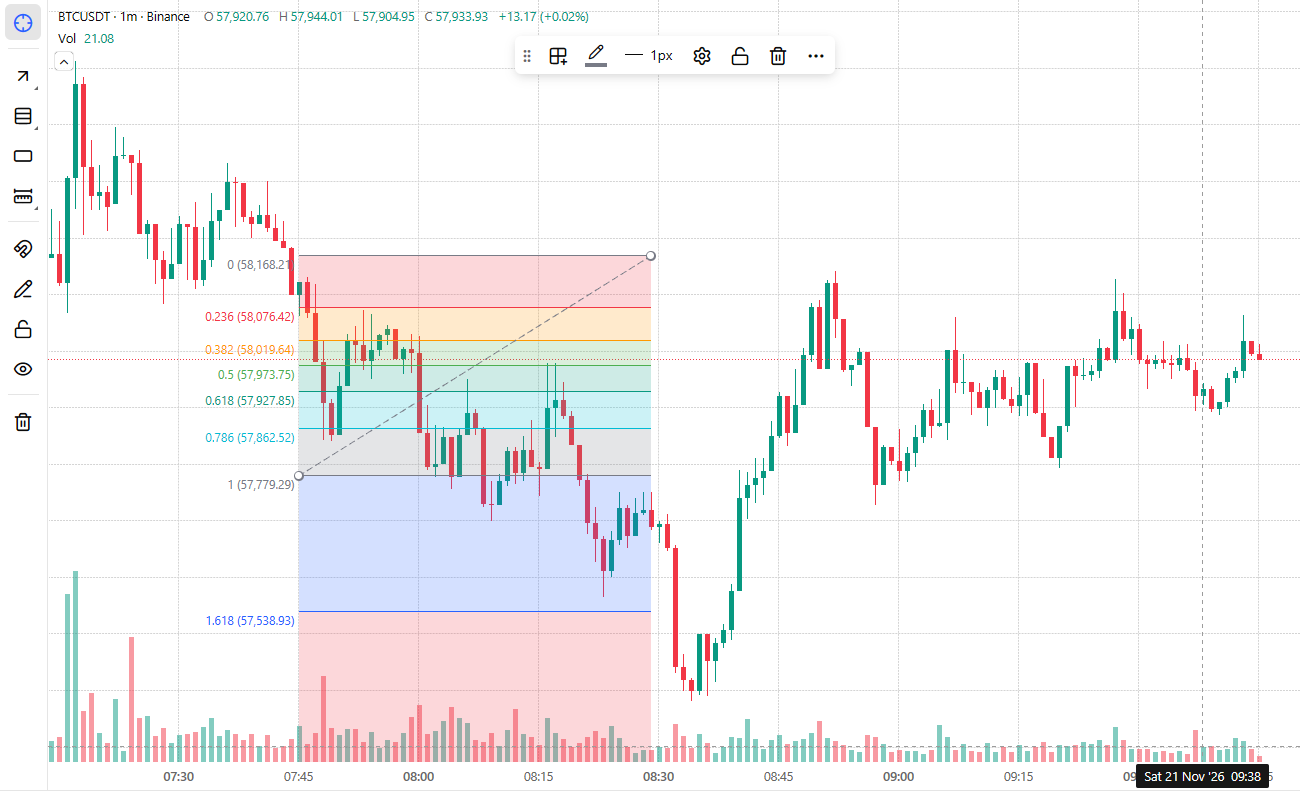 BTCUSDT · 1m · Binance O 57,920.76 H 57,944.01 L 57,904.95 C 57,933.93 +13.17 (+0.02%)
Vol 21.08
1px
0 (58,168.21)
0.236 (58,076.42)
0.382 (58,019.64)
0.5 (57,973.75)
0.618 (57,927.85)
0.786 (57,862.52)
1 (57,779.29)
1.618 (57,538.93)
07:30 07:45 08:00 08:15 08:30 08:45 09:00 09:15 Sat 21 Nov '26 09:38